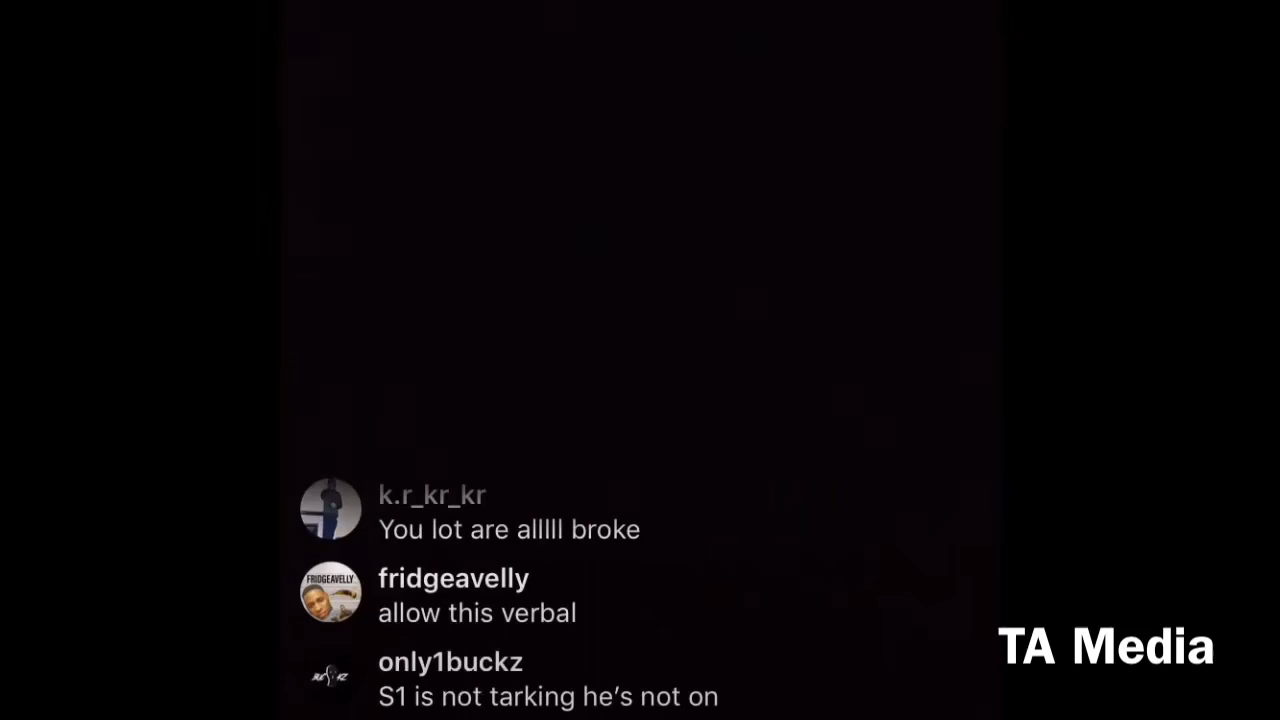 k.r_kr_kr
You lot are alllll broke
FRIDGEAVELLY
fridgeavelly
allow this verbal
only1buckz
S1 is not tarking he’s not on
TA Media